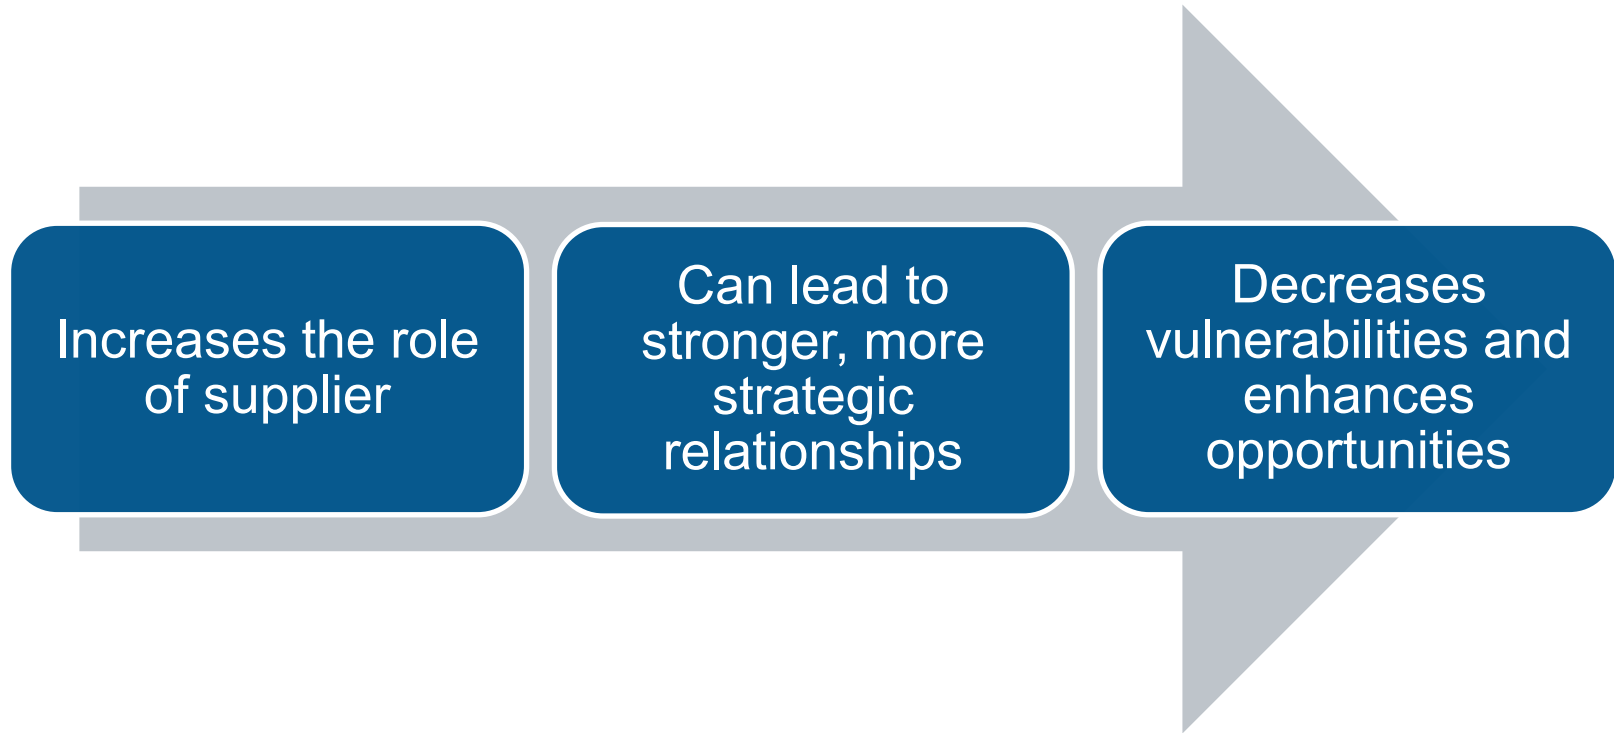 Increases the role
of supplier
Can lead to
stronger, more
strategic
relationships
Decreases
vulnerabilities and
enhances
opportunities